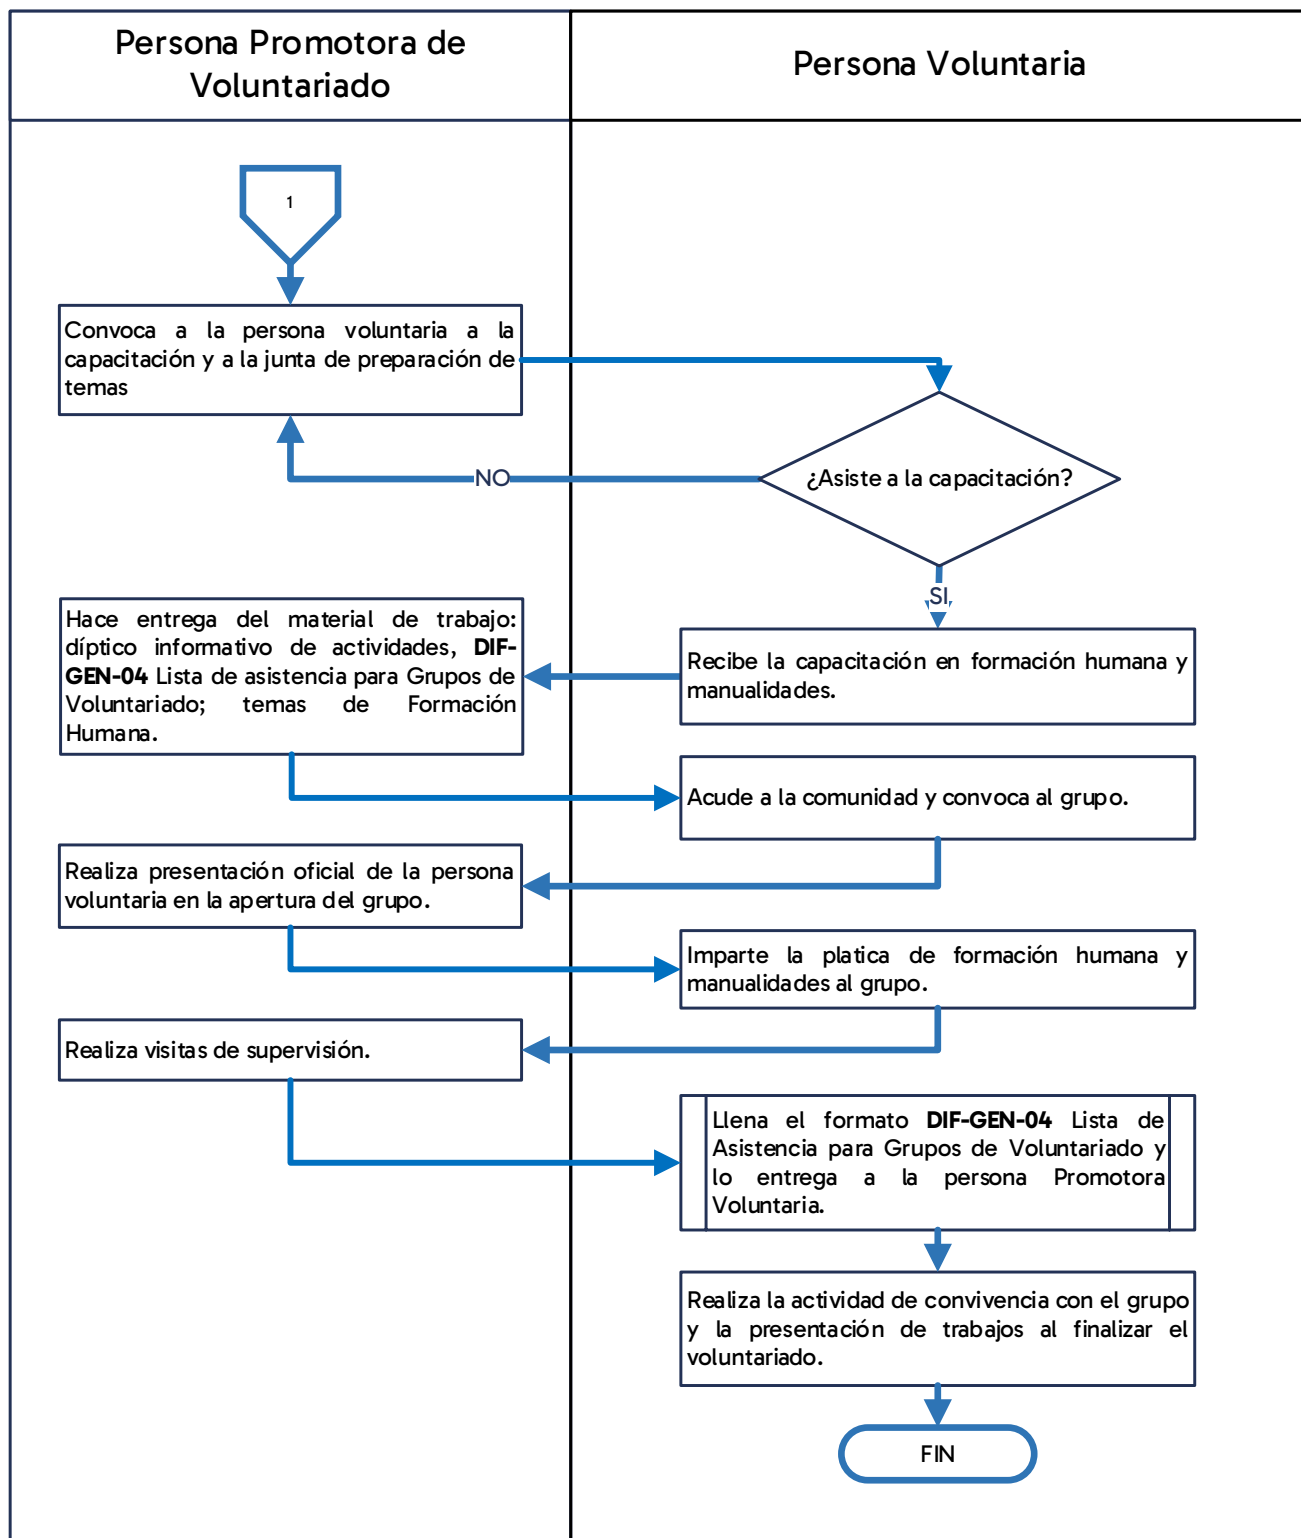 Persona Promotora de
Voluntariado
Persona Voluntaria
1
Convoca a la persona voluntaria a la
capacitación y a la junta de preparación de
temas
¿Asiste a la capacitación?
NO
SI
Recibe la capacitación en formación humana y
manualidades.
Hace entrega del material de trabajo:
díptico informativo de actividades, DIF-
GEN-04 Lista de asistencia para Grupos de
Voluntariado; temas de Formación
Humana.
Acude a la comunidad y convoca al grupo.
Realiza presentación oficial de la persona
voluntaria en la apertura del grupo.
Imparte la platica de formación humana y
manualidades al grupo.
Realiza visitas de supervisión.
Llena el formato DIF-GEN-04 Lista de
Asistencia para Grupos de Voluntariado y
lo entrega a la persona Promotora
Voluntaria.
Realiza la actividad de convivencia con el grupo
y la presentación de trabajos al finalizar el
voluntariado.
FIN